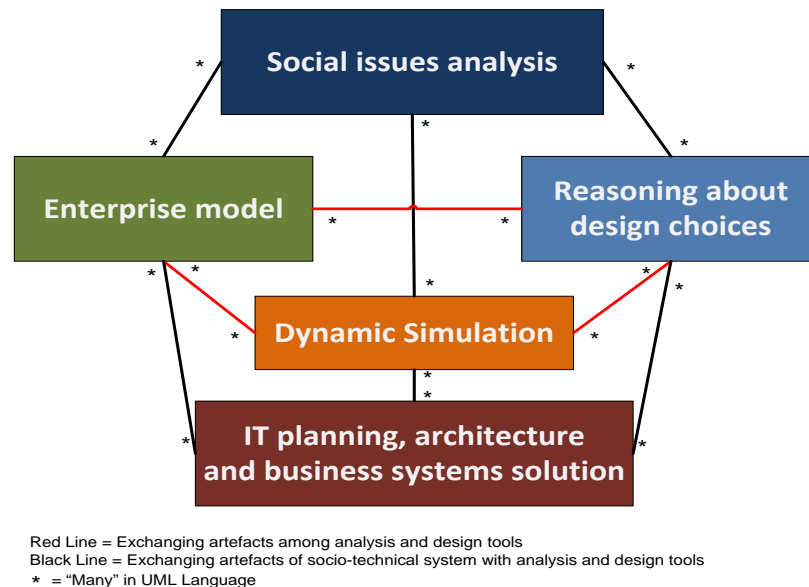 Social issues analysis
* *
* * *
Enterprise model
Reasoning about
design choices
* *
* * * *
*
Dynamic Simulation
* *
*
*
IT planning, architecture
and business systems solution
* *
Red Line = Exchanging artefacts among analysis and design tools
Black Line = Exchanging artefacts of socio-technical system with analysis and design tools
* = “Many” in UML Language